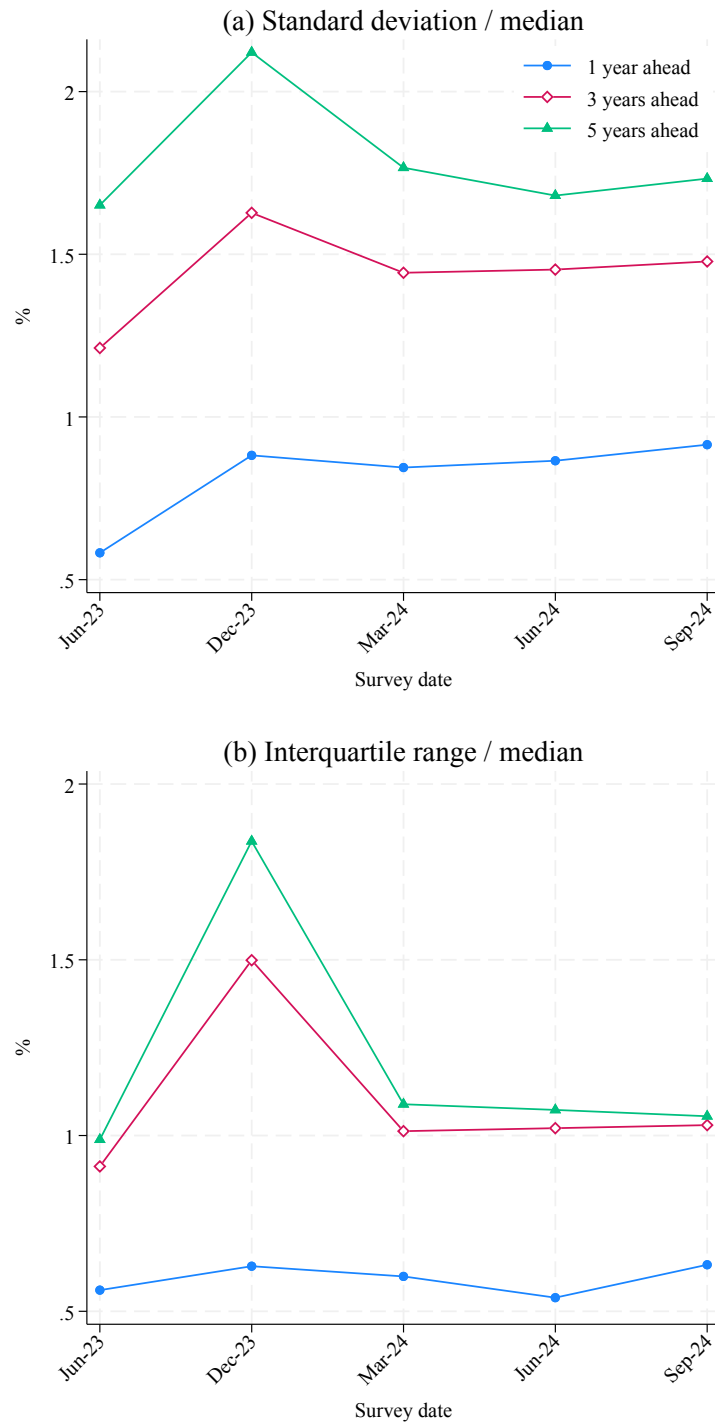 (a) Standard deviation / median
1 year ahead
3 years ahead
5 years ahead
2
1.5
1
.5
%
Jun-23
Dec-23
Mar-24
Jun-24
Sep-24
Survey date
(b) Interquartile range / median
2
1.5
1
.5
%
Jun-23
Dec-23
Mar-24
Jun-24
Sep-24
Survey date